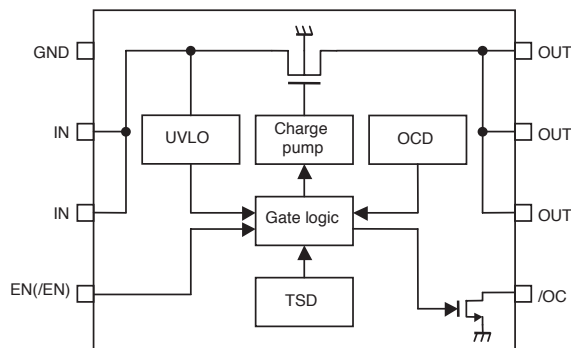 GND
OUT
IN
UVLO
Charge
pump
OCD
OUT
IN
Gate logic
OUT
EN(/EN)
TSD
/OC